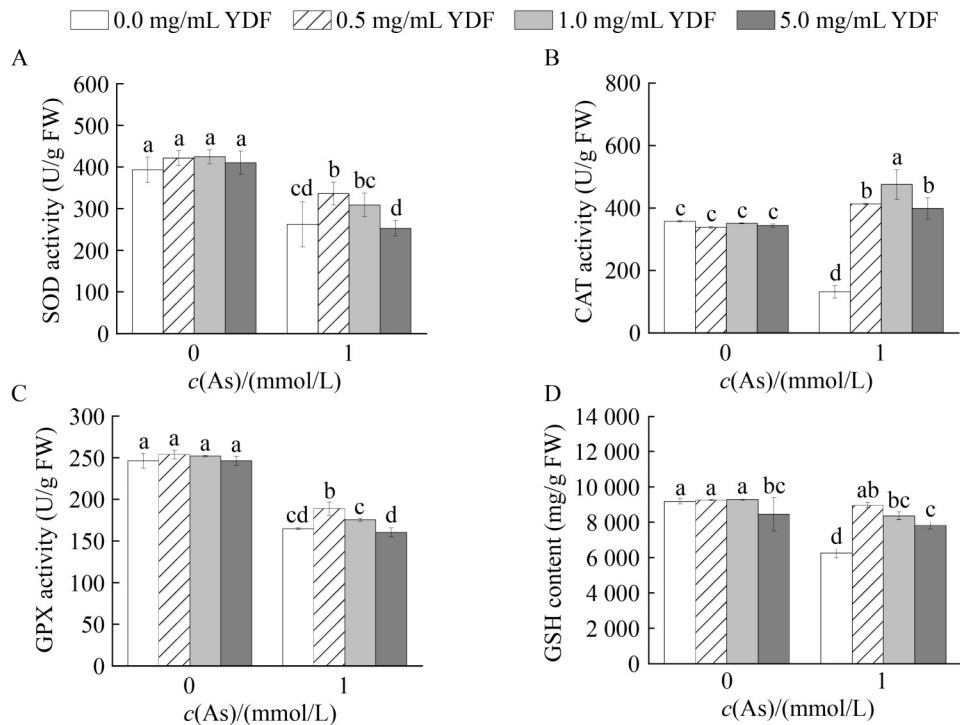 0.0 mg/mL YDF 0.5 mg/mL YDF 1.0 mg/mL YDF 5.0 mg/mL YDF
A
600
500
400
300
200
100
0
SOD activity (U/g FW)
a a a a
cd b bc d
0 1
c(As)/(mmol/L)
B
800
600
400
200
0
CAT activity (U/g FW)
c c c c
d b a b
0 1
c(As)/(mmol/L)
C
300
250
200
150
100
50
0
GPX activity (U/g FW)
a a a a
cd b c d
0 1
c(As)/(mmol/L)
D
14 000
12 000
10 000
8 000
6 000
4 000
2 000
0
GSH content (mg/g FW)
a a a bc
d ab bc c
0 1
c(As)/(mmol/L)